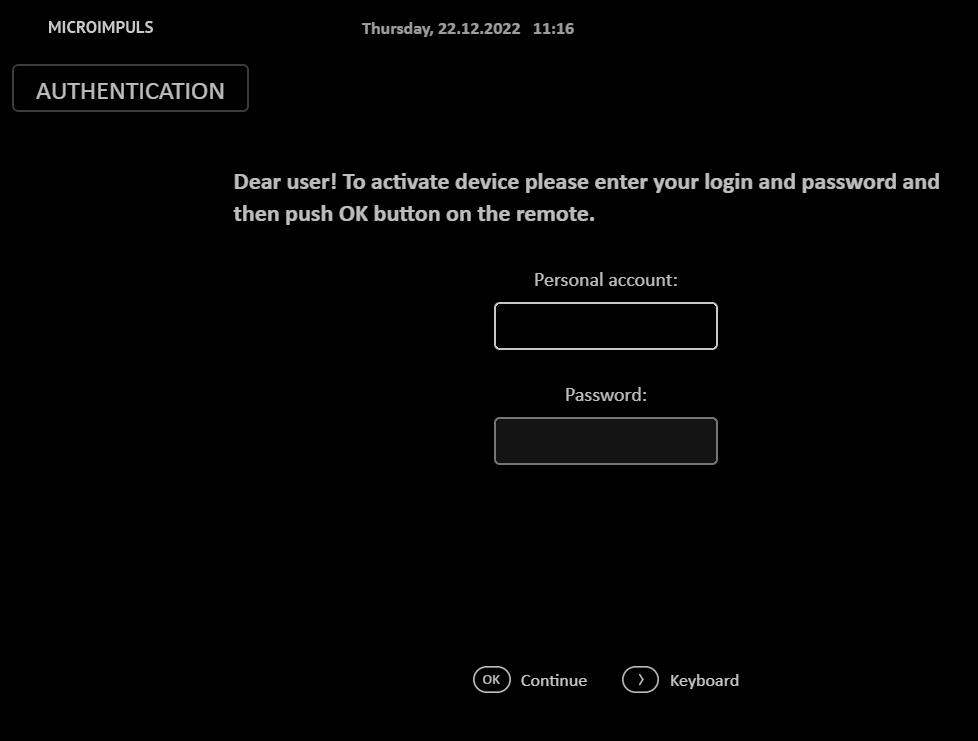 MICROIMPULS
Thursday, 22.12.2022 11:16
AUTHENTICATION
Dear user! To activate device please enter your login and password and
then push OK button on the remote.
Personal account:
Password:
OK Continue
Keyboard